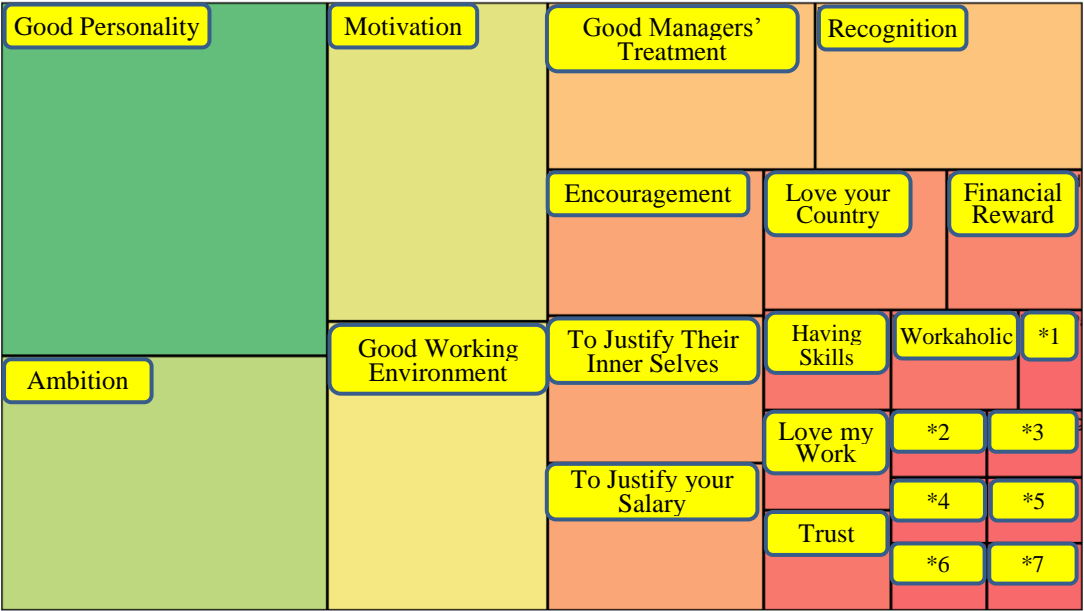 Good Personality
Motivation
Good Managers’
Treatment
Recognition
Encouragement
Love your
Country
Financial
Reward
Ambition
Good Working
Environment
To Justify Their
Inner Selves
Having
Skills
Workaholic
*1
Love my
Work
*2
*3
To Justify your
Salary
*4
*5
Trust
*6
*7